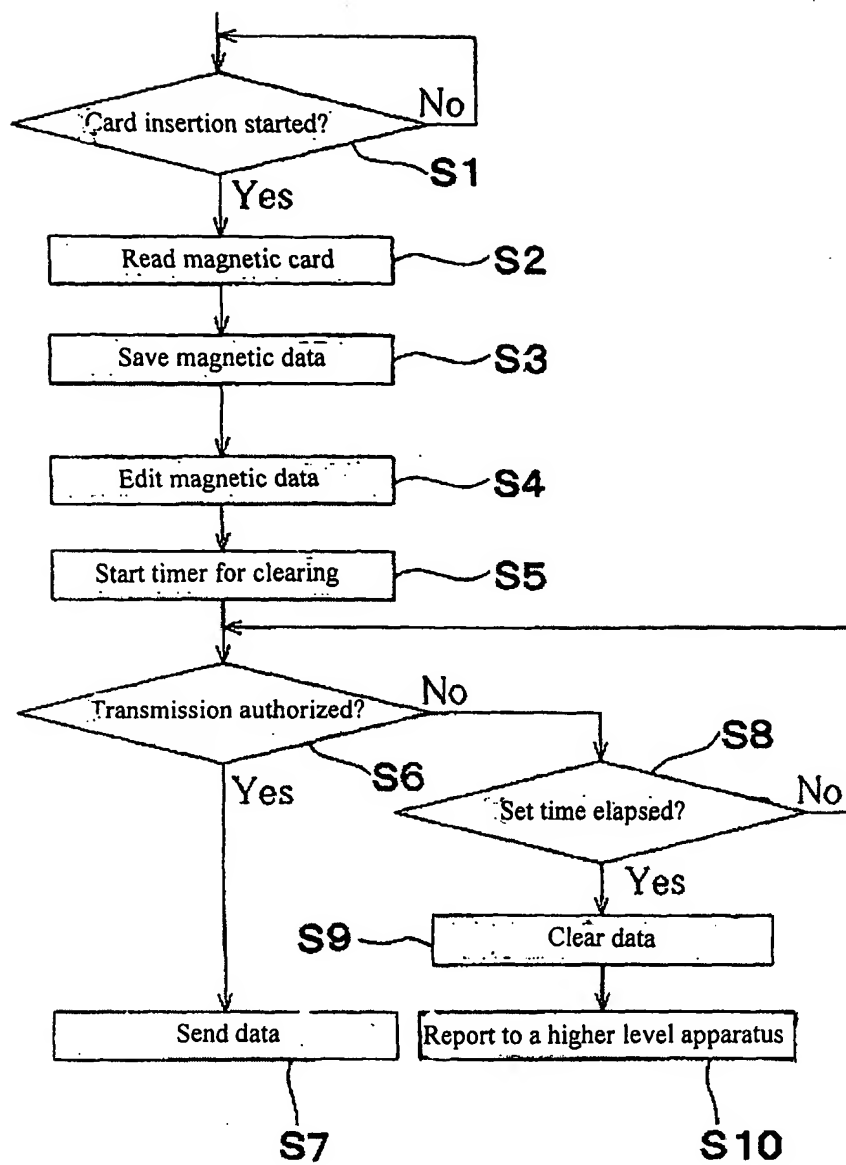 Card insertion started?
No
S1
Yes
Read magnetic card
S2
Save magnetic data
S3
Edit magnetic data
S4
Start timer for clearing
S5
Transmission authorized?
No
S6
Yes
S8
Set time elapsed?
No
Yes
S9
Clear data
Send data
Report to a higher level apparatus
S7
S10